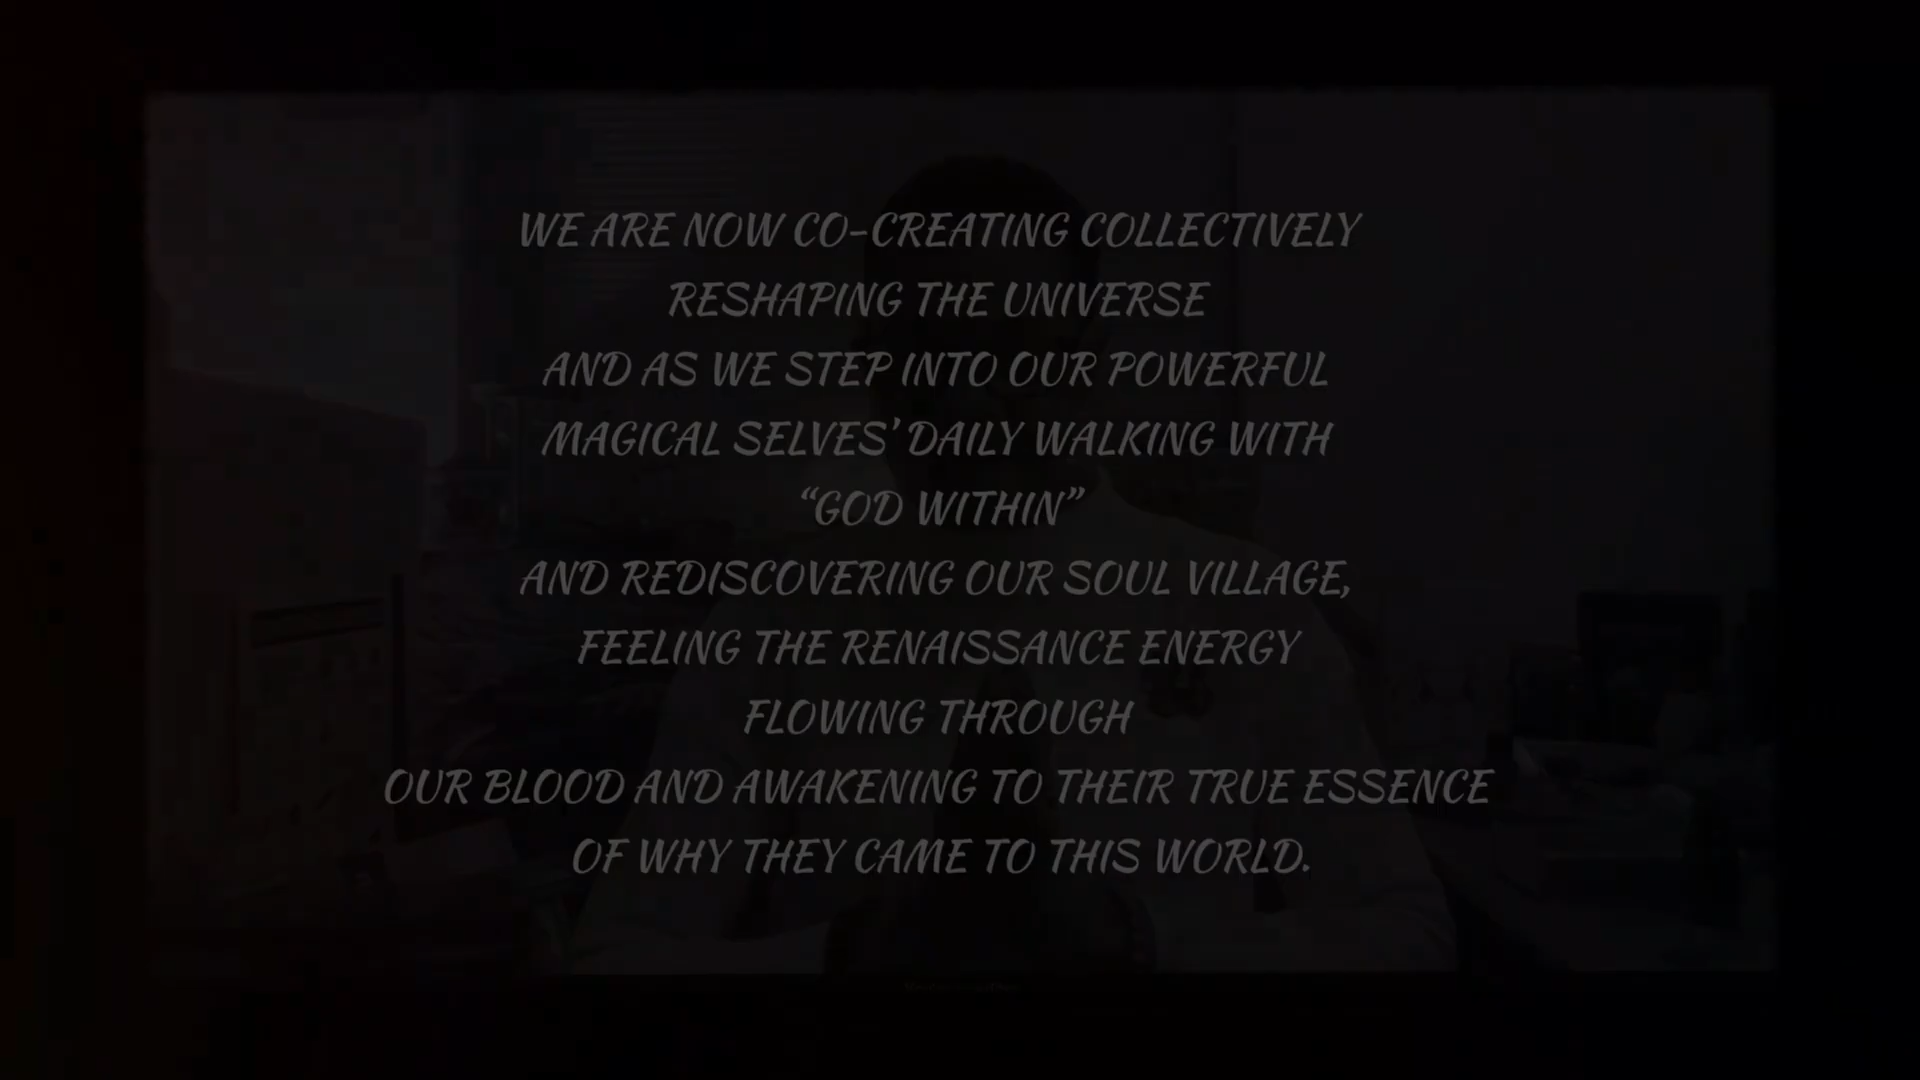 WE ARE NOW CO-CREATING COLLECTIVELY
RESHAPING THE UNIVERSE
AND AS WE STEP INTO OUR POWERFUL
MAGICAL SELVES' DAILY WALKING WITH
“GOD WITHIN”
AND REDISCOVERING OUR SOUL VILLAGE,
FEELING THE RENAISSANCE ENERGY
FLOWING THROUGH
OUR BLOOD AND AWAKENING TO THEIR TRUE ESSENCE
OF WHY THEY CAME TO THIS WORLD.